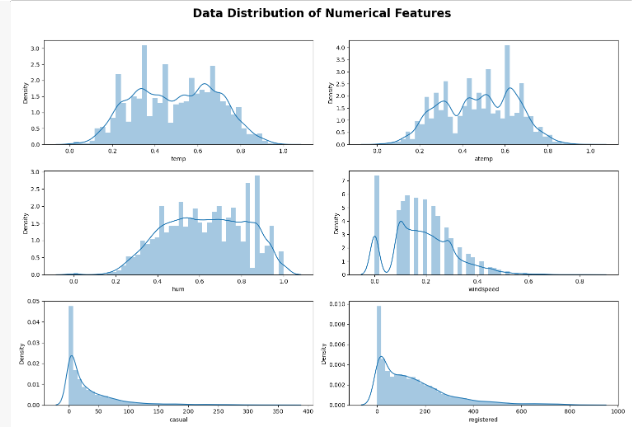 Data Distribution of Numerical Features
3.0
2.5
2.0
1.5
1.0
0.5
0.0
Density
0.0 0.2 0.4 0.6 0.8 1.0
temp
4.0
3.5
3.0
2.5
2.0
1.5
1.0
0.5
0.0
Density
0.0 0.2 0.4 0.6 0.8 1.0
atemp
3.0
2.5
2.0
1.5
1.0
0.5
0.0
Density
0.0 0.2 0.4 0.6 0.8 1.0
hum
7
6
5
4
3
2
1
0
Density
0.0 0.2 0.4 0.6 0.8
windspeed
0.05
0.04
0.03
0.02
0.01
0.00
Density
0 50 100 150 200 250 300 350 400
casual
0.010
0.008
0.006
0.004
0.002
0.000
Density
0 200 400 600 800 1000
registered